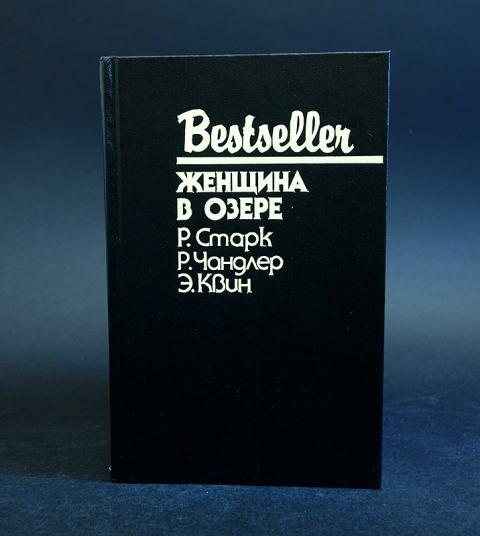 Bestseller
ЖЕНЩИНА
В ОЗЕРЕ
Р. Старк
Р. Чандлер
Э. Квин